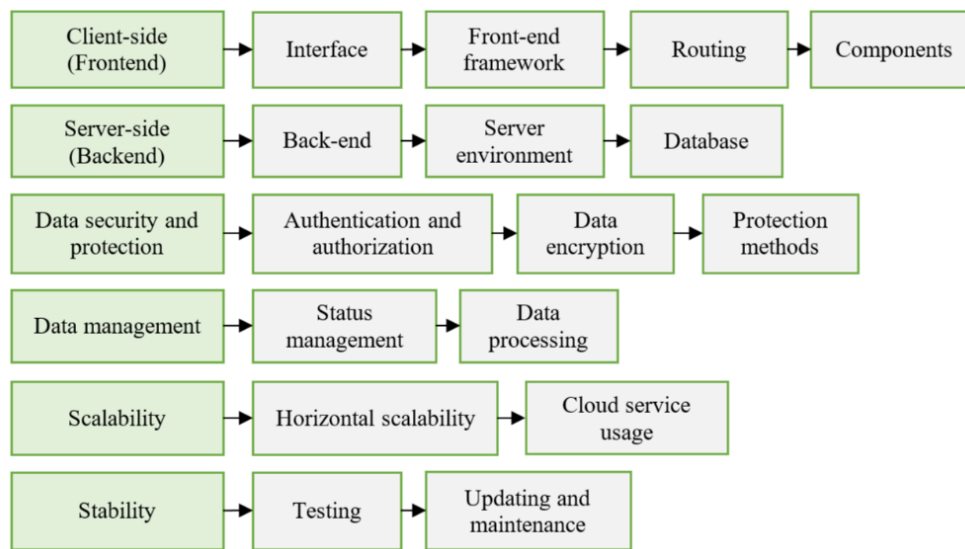 Client-side
(Frontend)
Interface
Front-end
framework
Routing
Components
Server-side
(Backend)
Back-end
Server
environment
Database
Data security and
protection
Authentication and
authorization
Data
encryption
Protection
methods
Data management
Status
management
Data
processing
Scalability
Horizontal scalability
Cloud service
usage
Stability
Testing
Updating and
maintenance